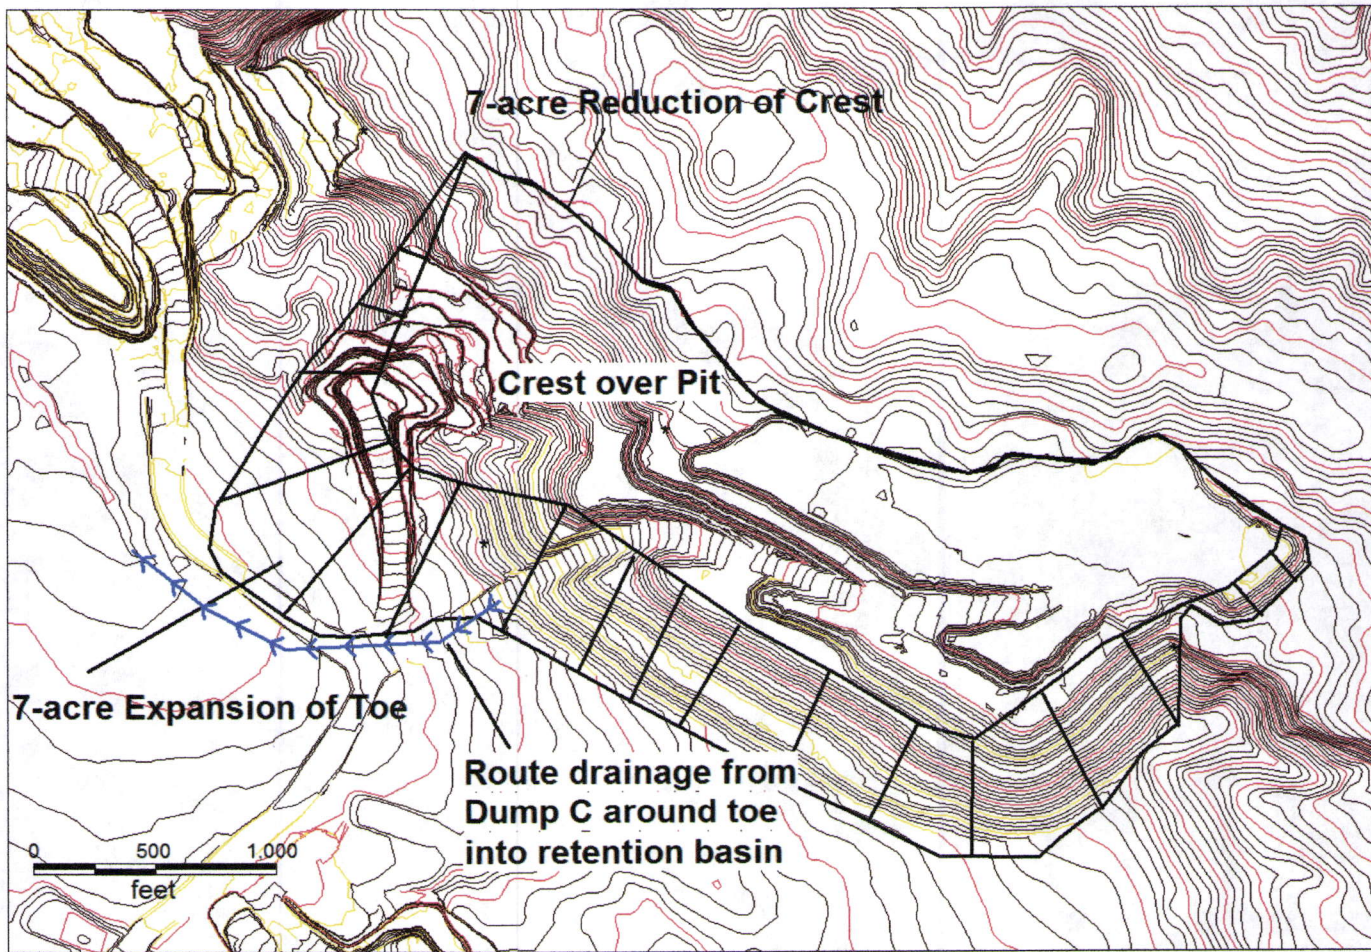 7-acre Reduction of Crest
Crest over Pit
7-acre Expansion of Toe
Route drainage from
Dump C around toe
into retention basin
0 500 1,000
feet